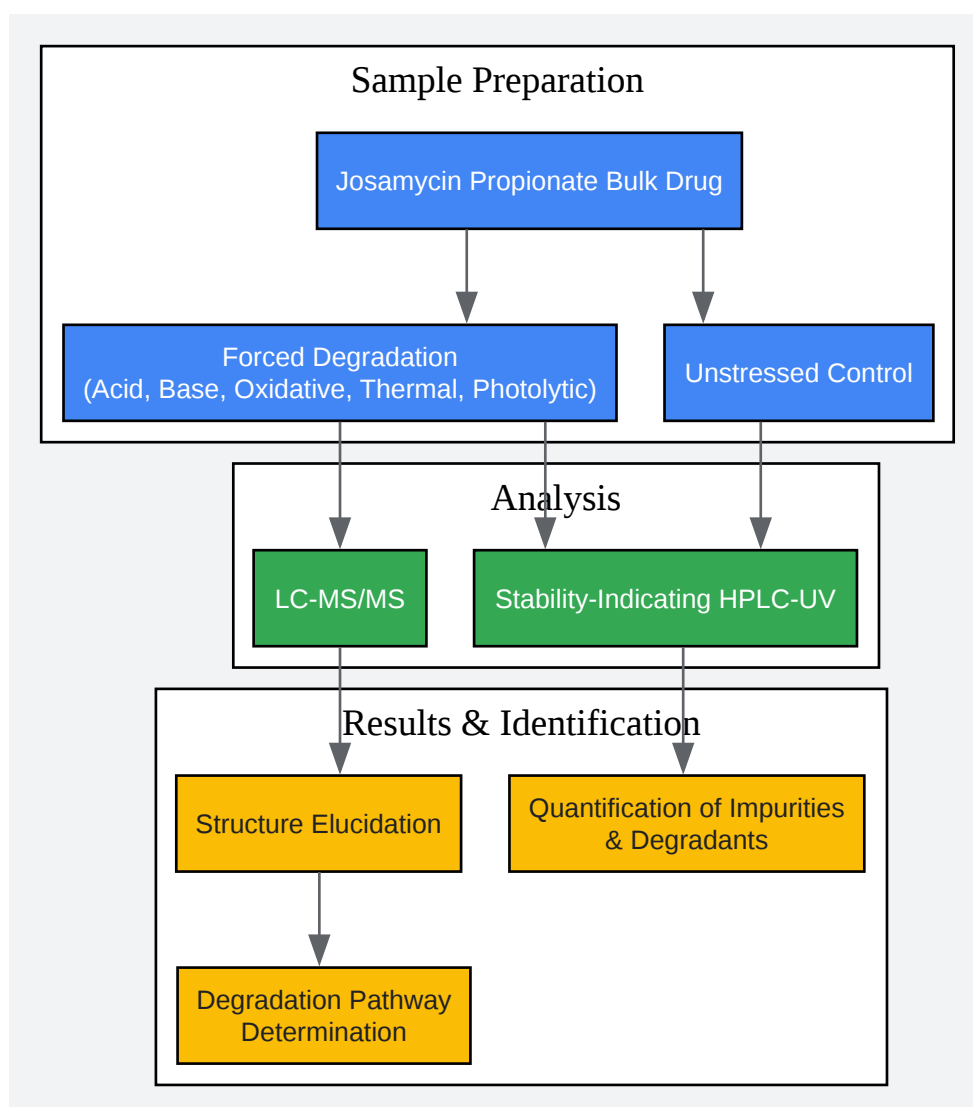 Sample Preparation
Josamycin Propionate Bulk Drug
Forced Degradation
(Acid, Base, Oxidative, Thermal, Photolytic)
Unstressed Control
Analysis
LC-MS/MS
Stability-Indicating HPLC-UV
Results & Identification
Structure Elucidation
Quantification of Impurities
& Degradants
Degradation Pathway
Determination